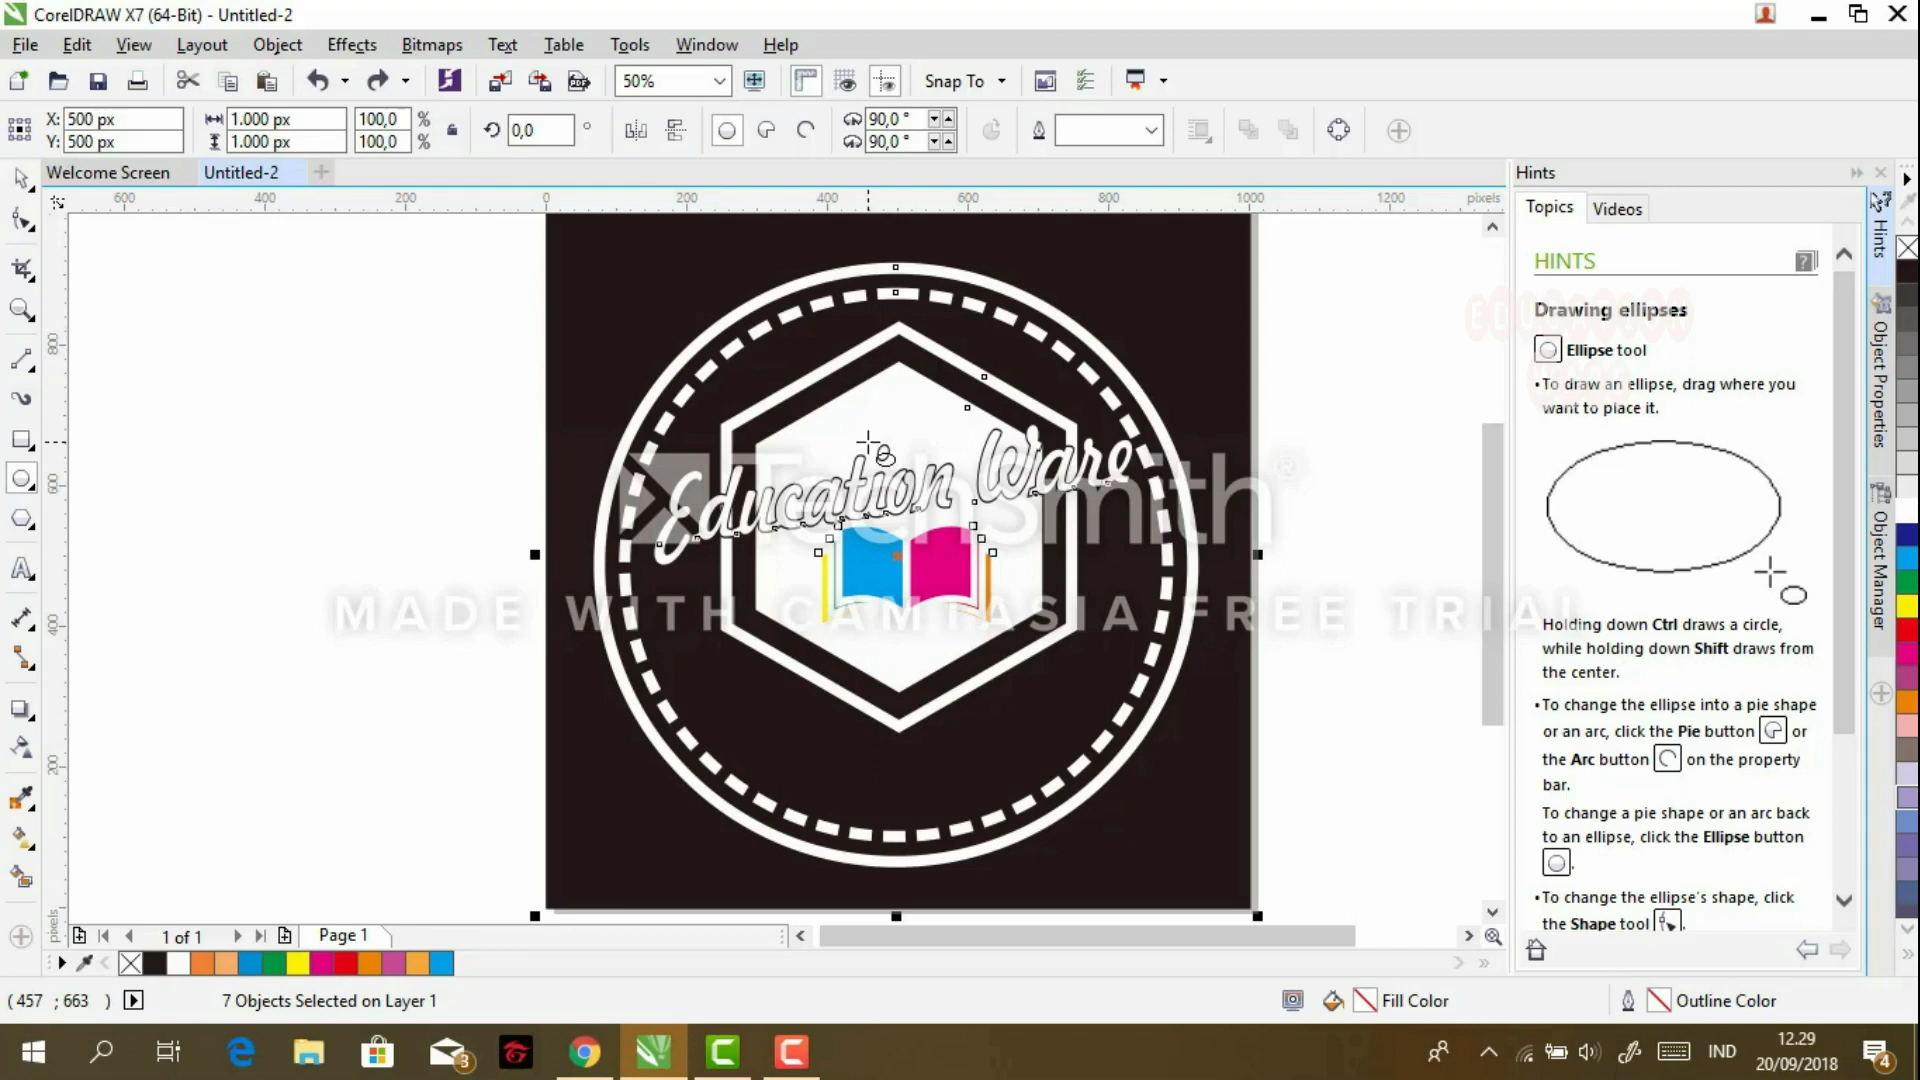 CorelDRAW X7 (64-Bit) - Untitled-2
File Edit View Layout Object Effects Bitmaps Text Table Tools Window Help
50% Snap To
X: 500 px 1.000 px 100,0 % 0,0 ° 90,0 °
Y: 500 px 1.000 px 100,0 % 90,0 °
Welcome Screen Untitled-2
Hints
600 400 200 0 200 400 600 800 1000 1200 pixels
Topics Videos
HINTS
Drawing ellipses
Ellipse tool
•To draw an ellipse, drag where you
want to place it.
Holding down Ctrl draws a circle,
while holding down Shift draws from
the center.
•To change the ellipse into a pie shape
or an arc, click the Pie button or
the Arc button on the property
bar.
To change a pie shape or an arc back
to an ellipse, click the Ellipse button
.
•To change the ellipse's shape, click
the Shape tool .
Hints
Object Properties
Object Manager
800
600
400
200
pixels
Education Ware
TechSmith®
MADE WITH CAMTASIA FREE TRIAL
1 of 1 Page 1
( 457 ; 663 ) 7 Objects Selected on Layer 1 Fill Color Outline Color
3 IND 12.29
20/09/2018 4